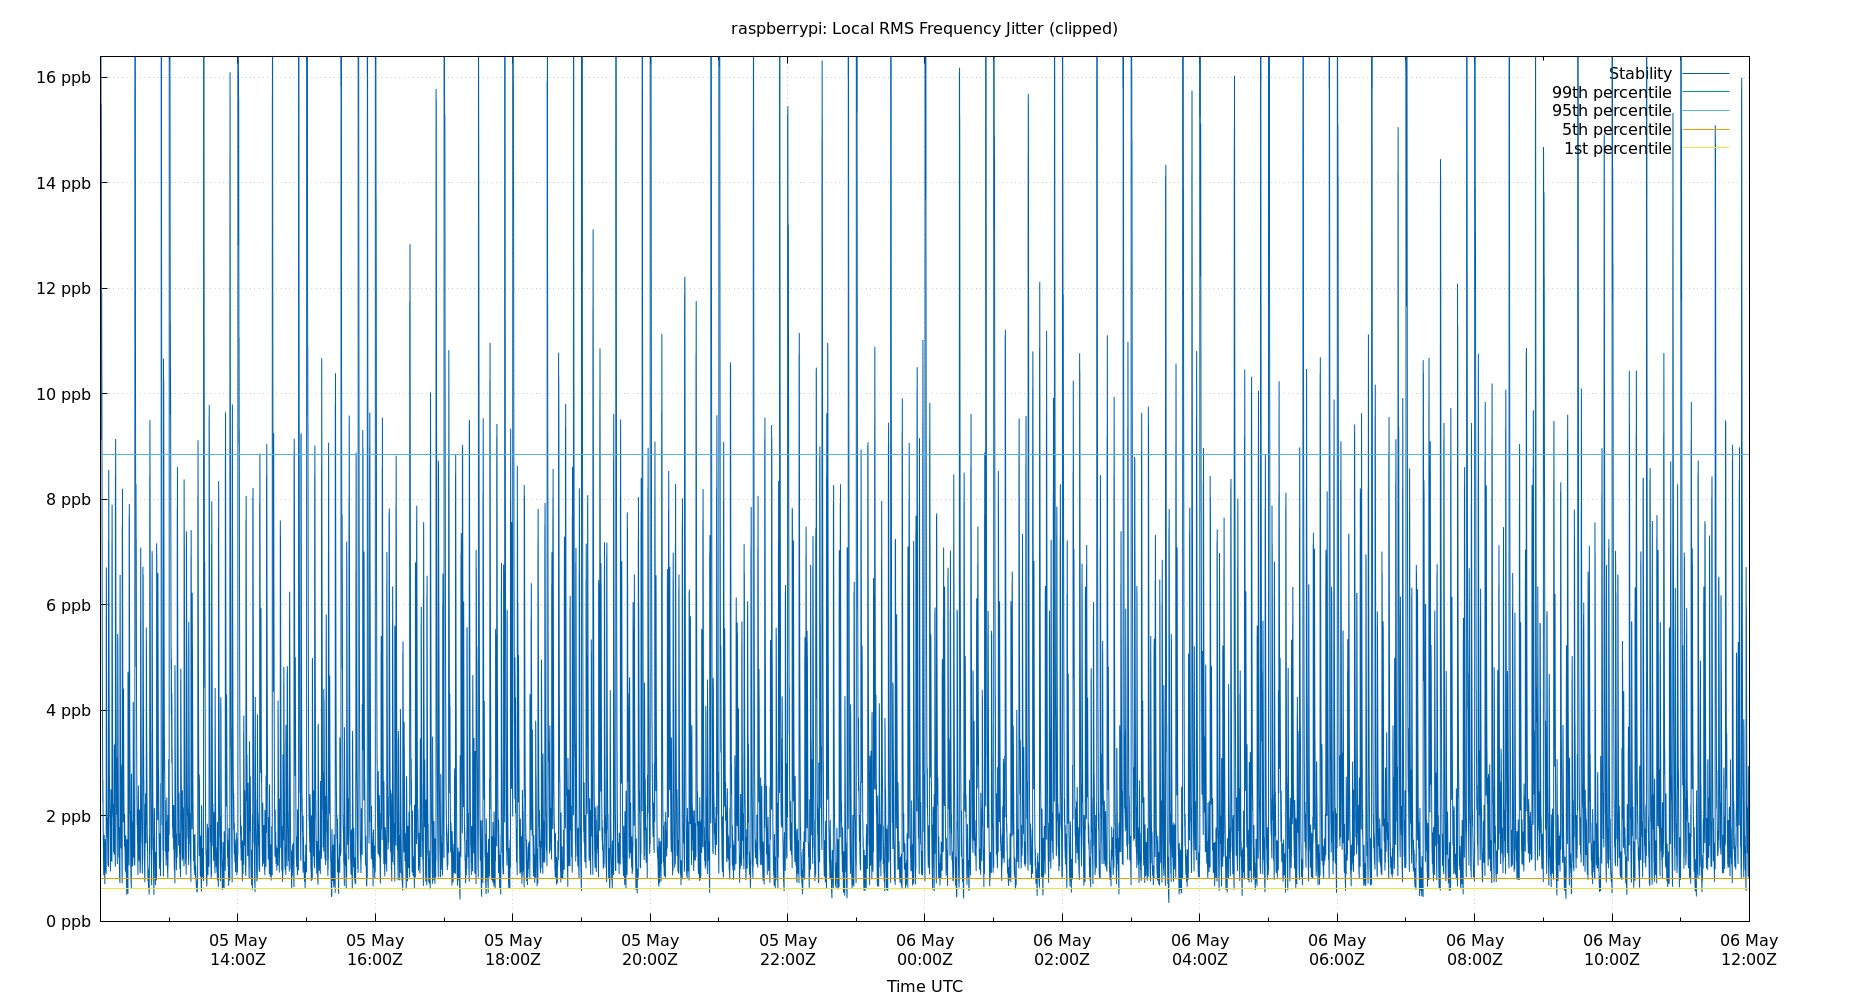 raspberrypi: Local RMS Frequency Jitter (clipped)
16 ppb
14 ppb
12 ppb
10 ppb
8 ppb
6 ppb
4 ppb
2 ppb
0 ppb
Stability
99th percentile
95th percentile
5th percentile
1st percentile
05 May 05 May 05 May 05 May 05 May 06 May 06 May 06 May 06 May 06 May 06 May 06 May
14:00Z 16:00Z 18:00Z 20:00Z 22:00Z 00:00Z 02:00Z 04:00Z 06:00Z 08:00Z 10:00Z 12:00Z
Time UTC